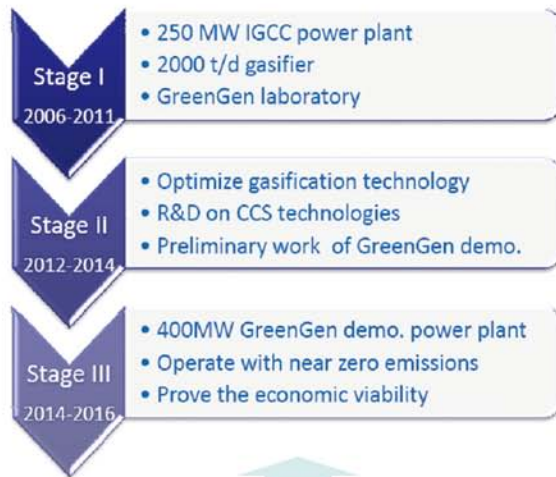 Stage I
2006-2011
• 250 MW IGCC power plant
• 2000 t/d gasifier
• GreenGen laboratory
Stage II
2012-2014
• Optimize gasification technology
• R&D on CCS technologies
• Preliminary work of GreenGen demo.
Stage III
2014-2016
• 400MW GreenGen demo. power plant
• Operate with near zero emissions
• Prove the economic viability